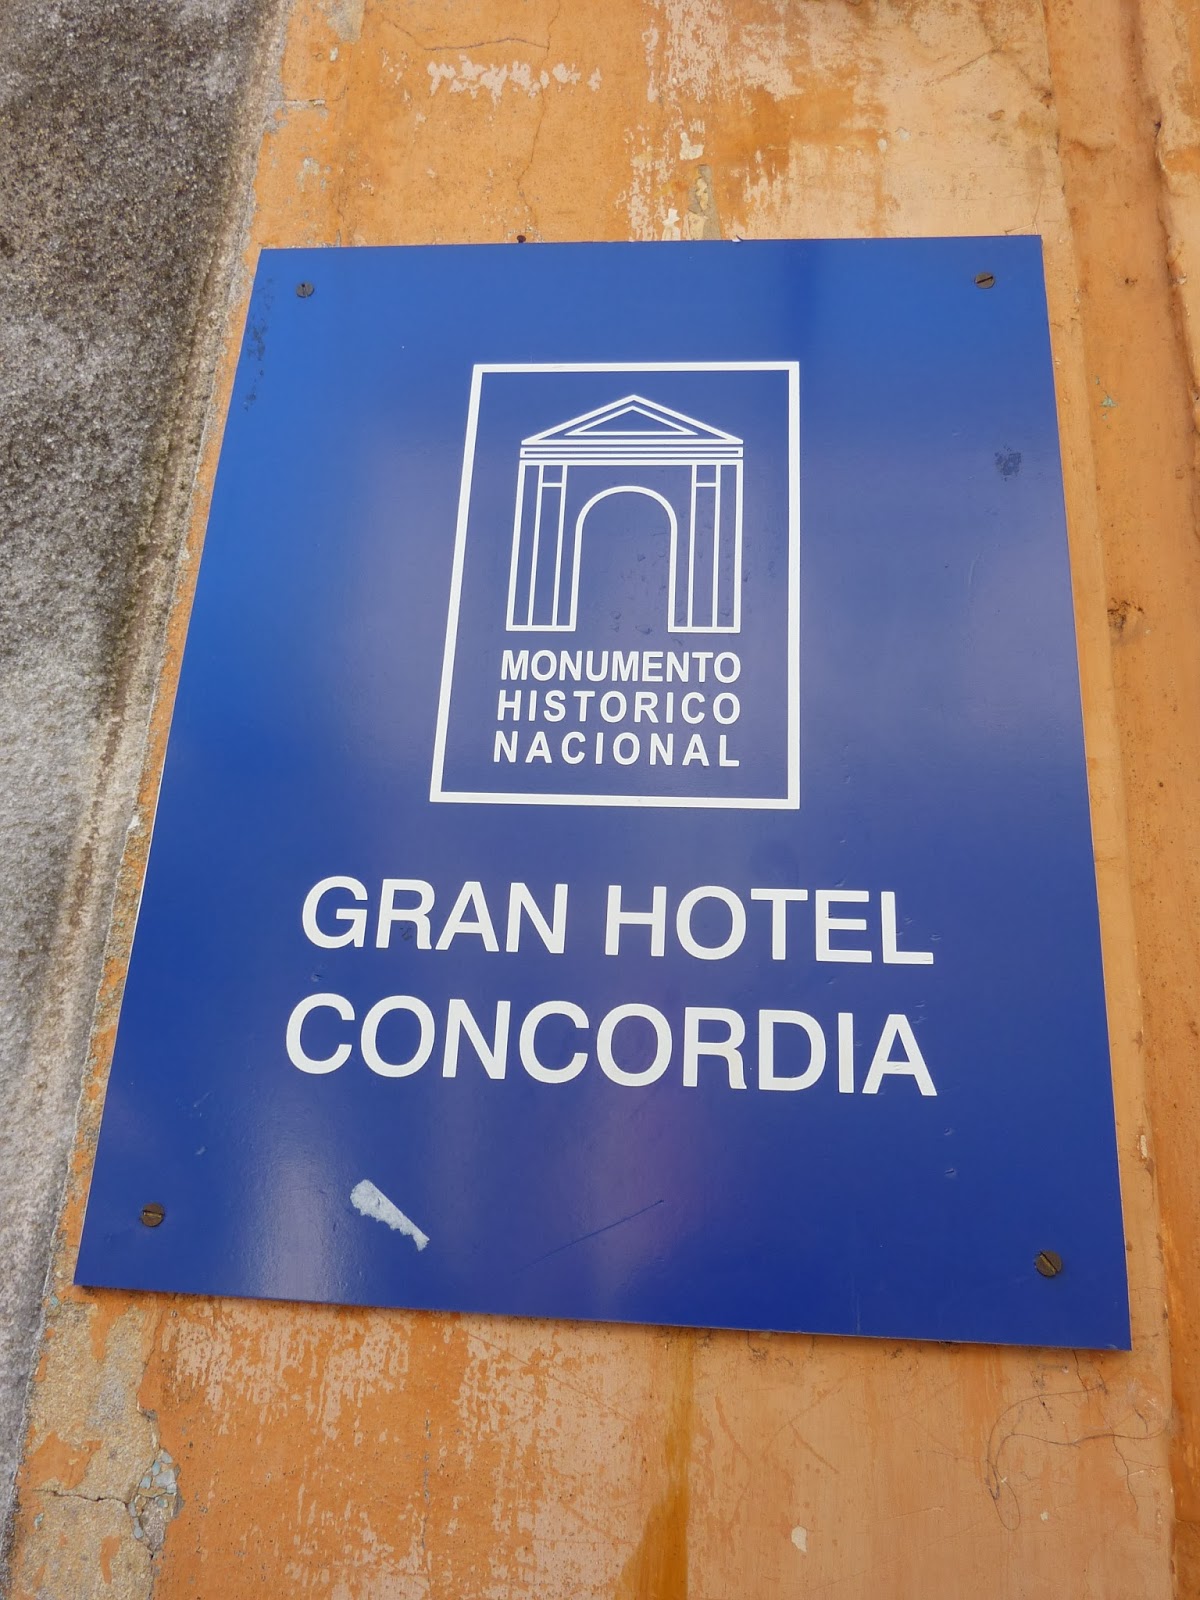 MONUMENTO
HISTORICO
NACIONAL
GRAN HOTEL
CONCORDIA